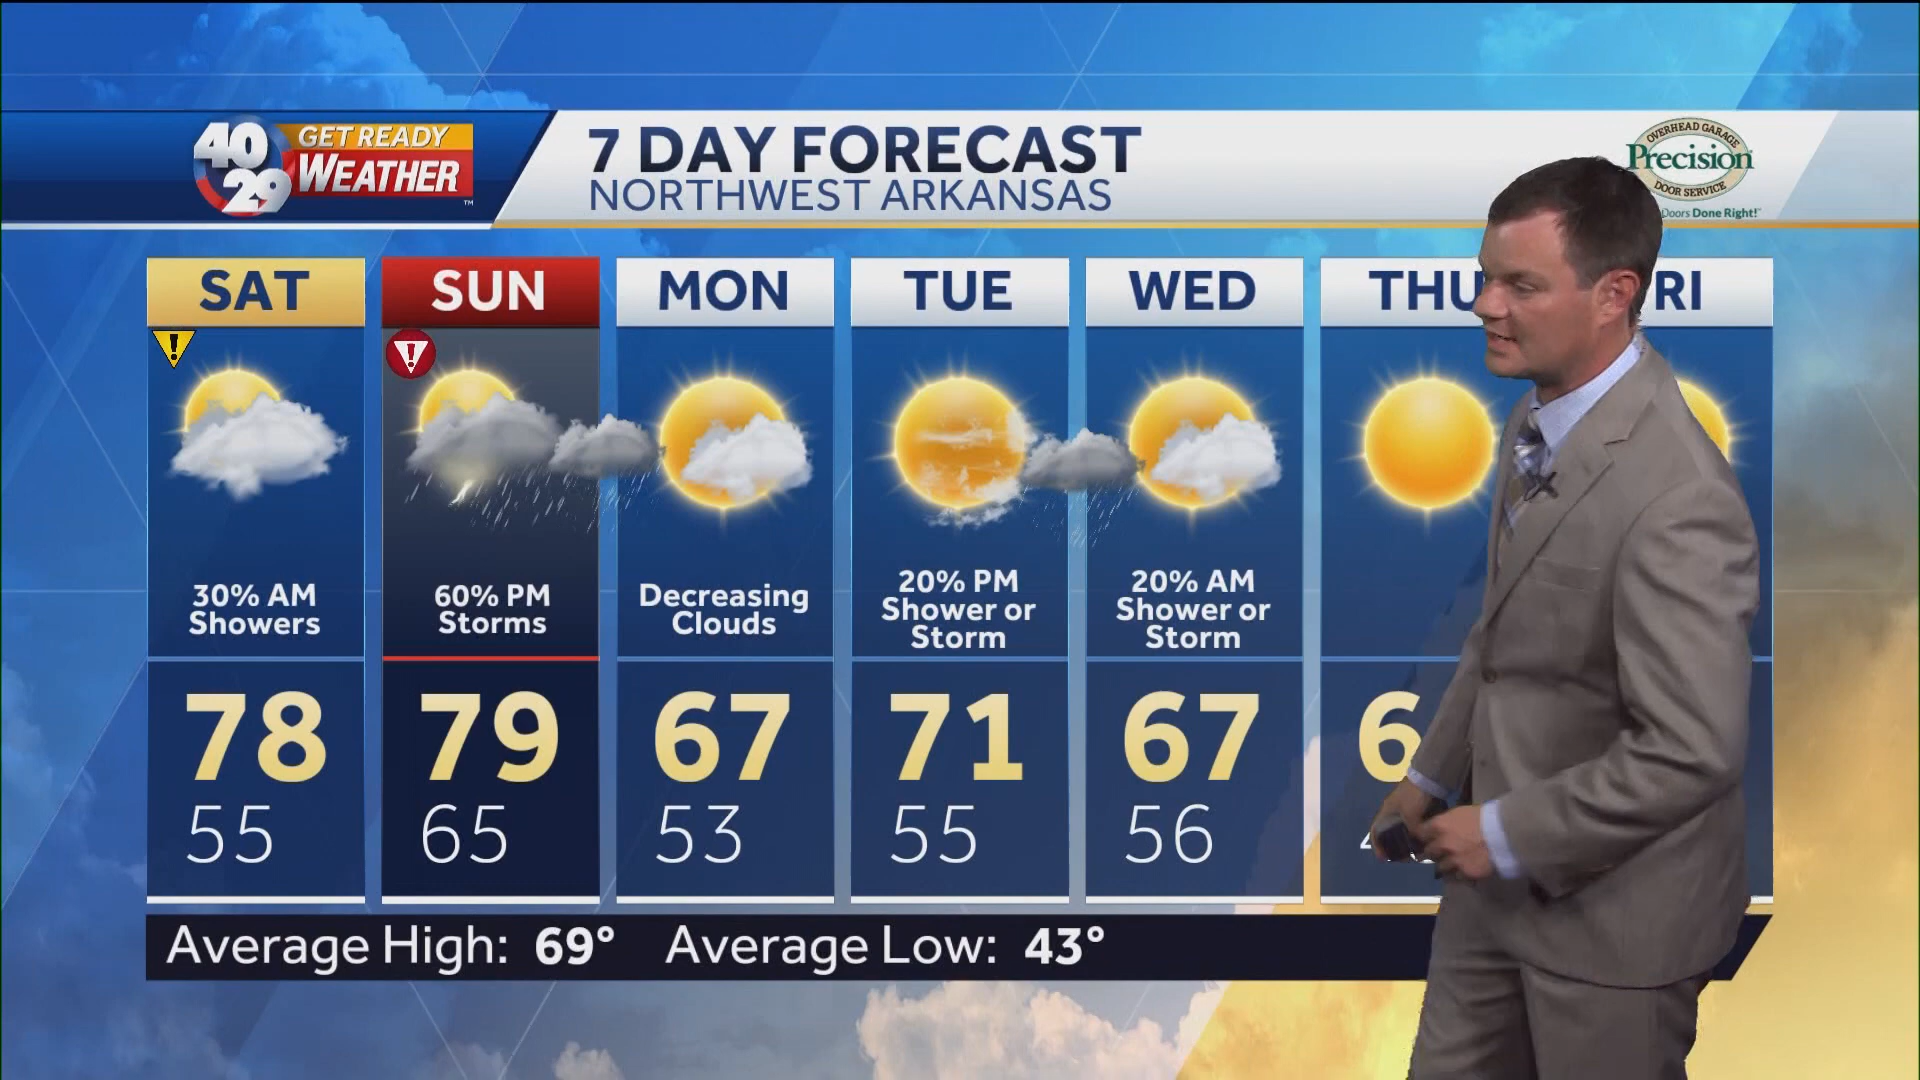 40
29
GET READY
WEATHER
™
7 DAY FORECAST
NORTHWEST ARKANSAS
OVERHEAD GARAGE
Precision
DOOR SERVICE
Doors Done Right!™
SAT
SUN
MON
TUE
WED
THU
RI
30% AM
Showers
60% PM
Storms
Decreasing
Clouds
20% PM
Shower or
Storm
20% AM
Shower or
Storm
78
79
67
71
67
6
55
65
53
55
56
Average High: 69° Average Low: 43°